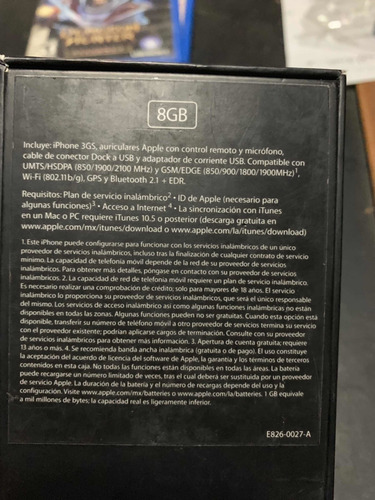 8GB
Incluye: iPhone 3GS, auriculares Apple con control remoto y micrófono,
cable de conector Dock a USB y adaptador de corriente USB. Compatible con
UMTS/HSDPA (850/1900/2100 MHz) y GSM/EDGE (850/900/1800/1900MHz)¹,
Wi-Fi (802.11b/g), GPS y Bluetooth 2.1 + EDR.
Requisitos: Plan de servicio inalámbrico² • ID de Apple (necesario para
algunas funciones)³ • Acceso a Internet⁴ • La sincronización con iTunes
en un Mac o PC requiere iTunes 10.5 o posterior (descarga gratuita en
www.apple.com/mx/itunes/download o www.apple.com/la/itunes/download)
1. Este iPhone puede configurarse para funcionar con los servicios inalámbricos de un único
proveedor de servicios inalámbricos, incluso tras la finalización de cualquier contrato de servicio
mínimo. La capacidad de telefonía móvil depende de la red de su proveedor de servicios
inalámbricos. Para obtener más detalles, póngase en contacto con su proveedor de servicios
inalámbricos. 2. La capacidad de red de telefonía móvil requiere un plan de servicio inalámbrico.
Es necesario realizar una comprobación de crédito; solo para mayores de 18 años. El servicio
inalámbrico lo proporciona su proveedor de servicios inalámbricos, que será el único responsable
del mismo. Los servicios de acceso inalámbrico así como algunas funciones inalámbricas no están
disponibles en todas las zonas. Algunas funciones pueden no ser gratuitas. Cuando esta opción está
disponible, transferir su número de teléfono móvil a otro proveedor de servicios termina su servicio
con el proveedor existente; podrían aplicarse cargos de terminación. Consulte con su proveedor
de servicios inalámbricos para obtener más información. 3. Apertura de cuenta gratuita; requiere
13 años o más. 4. Se recomienda banda ancha inalámbrica (gratuita o de pago). El uso constituye
la aceptación del acuerdo de licencia del software de Apple, la garantía y los términos de terceros
contenidos en esta caja. No todas las funciones están disponibles en todas las áreas. La batería
puede recargarse un número limitado de veces, tras el cual deberá ser sustituida por un proveedor
de servicio Apple. La duración de la batería y el número de recargas depende del uso y la
configuración. Visite www.apple.com/mx/batteries o www.apple.com/la/batteries. 1 GB equivale
a mil millones de bytes; la capacidad real es ligeramente inferior.
E826-0027-A